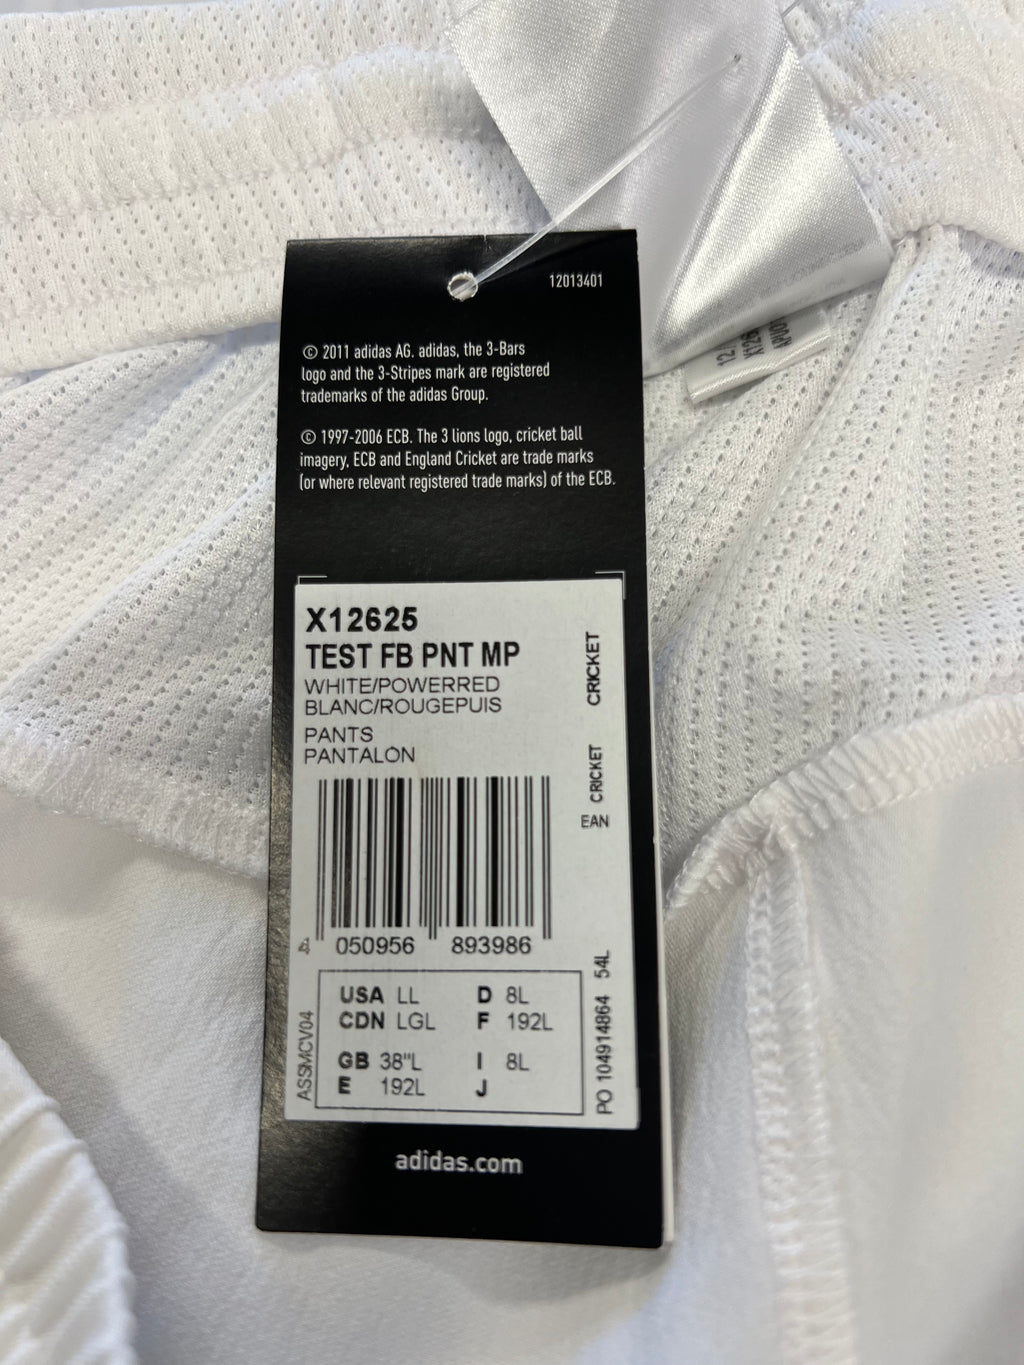 12013401
© 2011 adidas AG. adidas, the 3-Bars
logo and the 3-Stripes mark are registered
trademarks of the adidas Group.
© 1997-2006 ECB. The 3 lions logo, cricket ball
imagery, ECB and England Cricket are trade marks
(or where relevant registered trade marks) of the ECB.
X12625
TEST FB PNT MP
WHITE/POWERRED
BLANC/ROUGEPUIS
PANTS
PANTALON
CRICKET
CRICKET
EAN
4 050956 893986
USA LL D 8L
CDN LGL F 192L
GB 38"L I 8L
E 192L J
ASSMCV04
PO 104914864 54L
adidas.com